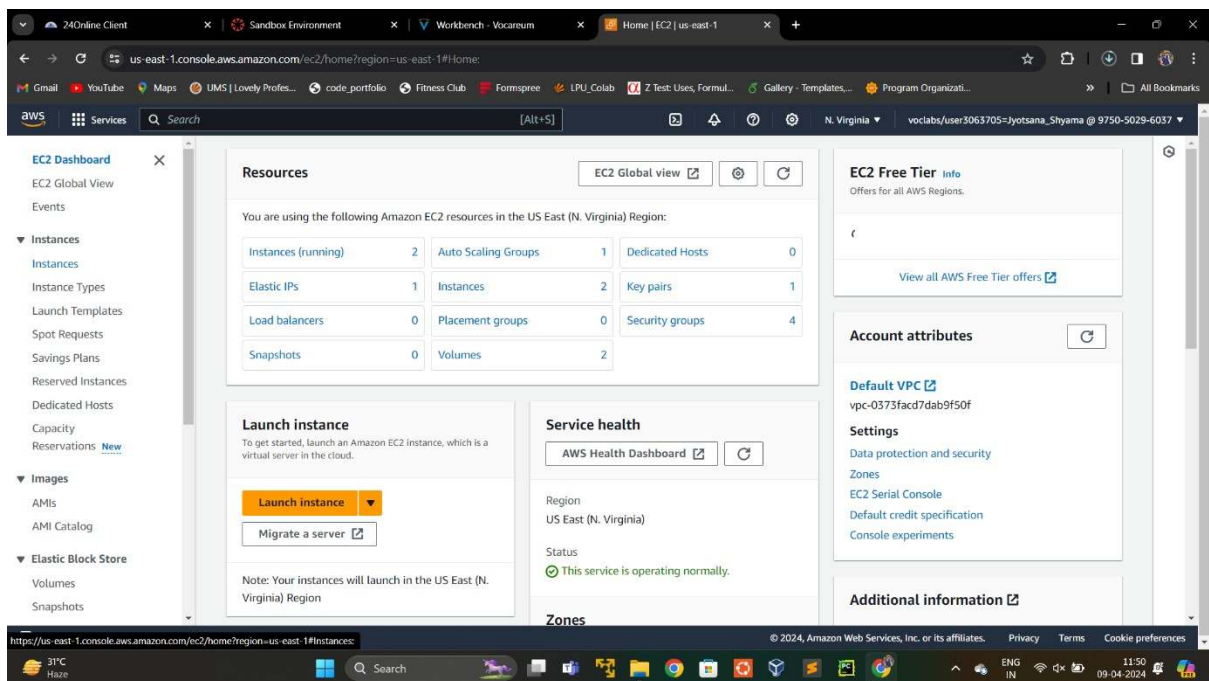 24Online Client
Sandbox Environment
Workbench - Vocareum
Home | EC2 | us-east-1
us-east-1.console.aws.amazon.com/ec2/home?region=us-east-1#Home:
Gmail YouTube Maps UMS | Lovely Profes... code_portfolio Fitness Club Formspree LPU_Colab Z Test: Uses, Formul... Gallery - Templates,... Program Organizati... » All Bookmarks
aws Services Search [Alt+S] N. Virginia voclabs/user3063705=Jyotsana_Shyama @ 9750-5029-6037
EC2 Dashboard
EC2 Global View
Events
Instances
Instances
Instance Types
Launch Templates
Spot Requests
Savings Plans
Reserved Instances
Dedicated Hosts
Capacity
Reservations New
Images
AMIs
AMI Catalog
Elastic Block Store
Volumes
Snapshots
Resources
EC2 Global view
You are using the following Amazon EC2 resources in the US East (N. Virginia) Region:
Instances (running) 2 Auto Scaling Groups 1 Dedicated Hosts 0
Elastic IPs 1 Instances 2 Key pairs 1
Load balancers 0 Placement groups 0 Security groups 4
Snapshots 0 Volumes 2
Launch instance
To get started, launch an Amazon EC2 instance, which is a
virtual server in the cloud.
Launch instance
Migrate a server
Note: Your instances will launch in the US East (N.
Virginia) Region
Service health
AWS Health Dashboard
Region
US East (N. Virginia)
Status
This service is operating normally.
Zones
EC2 Free Tier Info
Offers for all AWS Regions.
View all AWS Free Tier offers
Account attributes
Default VPC
vpc-0373facd7dab9f50f
Settings
Data protection and security
Zones
EC2 Serial Console
Default credit specification
Console experiments
Additional information
https://us-east-1.console.aws.amazon.com/ec2/home?region=us-east-1#Instances:
© 2024, Amazon Web Services, Inc. or its affiliates. Privacy Terms Cookie preferences
31°C
Haze
Search
ENG
IN
11:50
09-04-2024